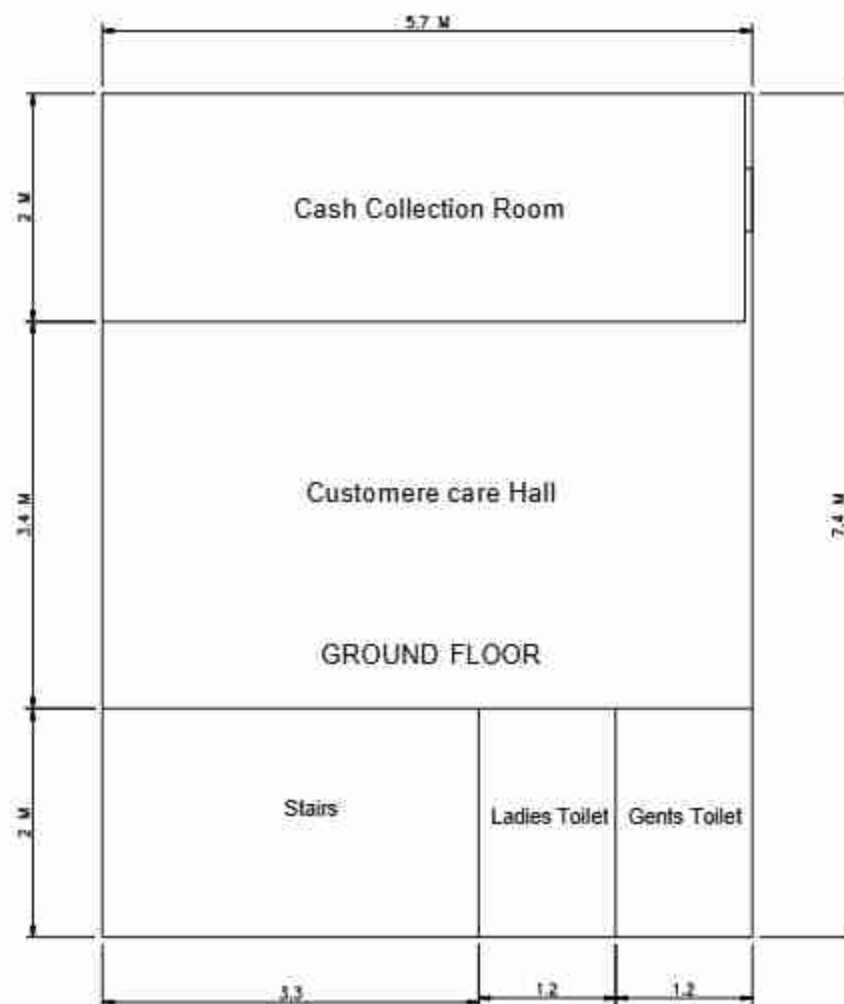 5.7 M
2 M
Cash Collection Room
3.4 M
Customere care Hall
7.4 M
GROUND FLOOR
2 M
Stairs
Ladies Toilet
Gents Toilet
3.3
1.2
1.2